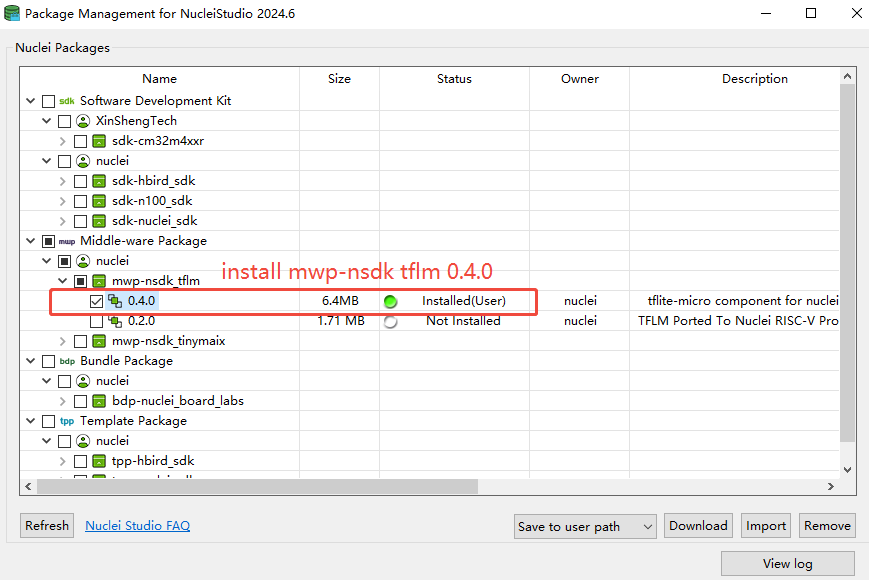 Package Management for NucleiStudio 2024.6
Nuclei Packages
Name Size Status Owner Description
sdk Software Development Kit
XinShengTech
sdk-cm32m4xxr
nuclei
sdk-hbird_sdk
sdk-n100_sdk
sdk-nuclei_sdk
mwp Middle-ware Package
nuclei
install mwp-nsdk tflm 0.4.0
mwp-nsdk_tflm
0.4.0 6.4MB Installed(User) nuclei tflite-micro component for nuclei
0.2.0 1.71 MB Not Installed nuclei TFLM Ported To Nuclei RISC-V Pro
mwp-nsdk_tinymaix
bdp Bundle Package
nuclei
bdp-nuclei_board_labs
tpp Template Package
nuclei
tpp-hbird_sdk
Refresh Nuclei Studio FAQ Save to user path Download Import Remove
View log